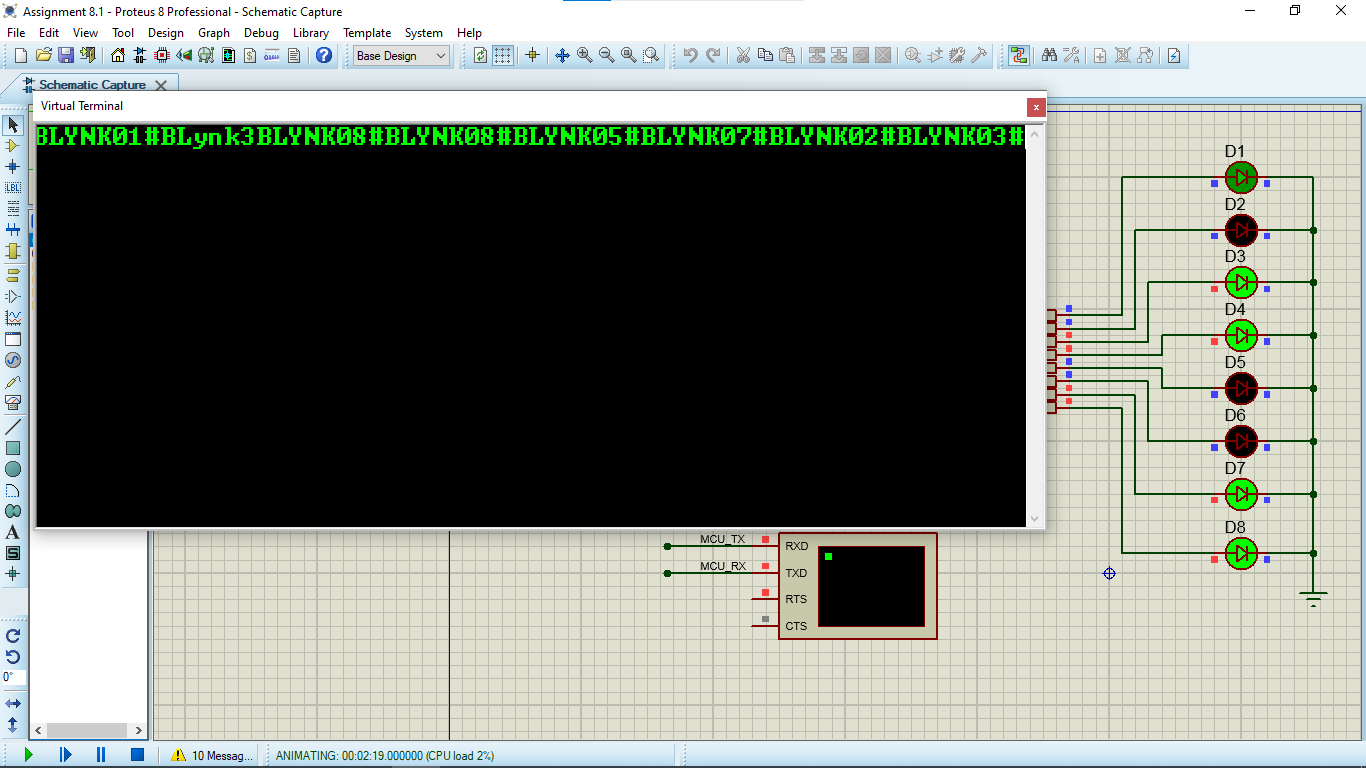 Assignment 8.1 - Proteus 8 Professional - Schematic Capture
File Edit View Tool Design Graph Debug Library Template System Help
Base Design
Schematic Capture
Virtual Terminal
BLYNK01#BLynk3BLYNK08#BLYNK08#BLYNK05#BLYNK07#BLYNK02#BLYNK03#
LBL
D1
D2
D3
D4
D5
D6
D7
D8
MCU_TX RXD
MCU_RX TXD
RTS
CTS
A
S
0°
10 Messag...
ANIMATING: 00:02:19.000000 (CPU load 2%)